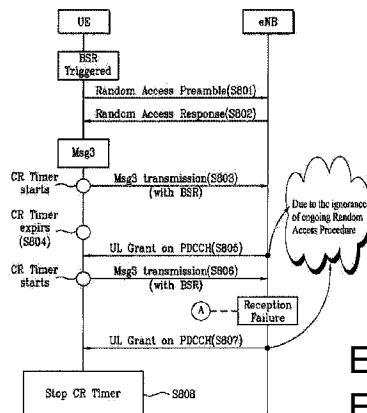 UE
eNB
BSR
Triggered
Random Access Preamble(S801)
Random Access Response(S802)
Msg3
CR Timer
starts
Msg3 transmission(S803)
(with BSR)
Due to the ignorance
of ongoing Random
Access Procedure
CR Timer
expirs
(S804)
UL Grant on PDCCH(S805)
CR Timer
starts
Msg3 transmission(S806)
(with BSR)
A
Reception
Failure
UL Grant on PDCCH(S807)
Stop CR Timer
S808